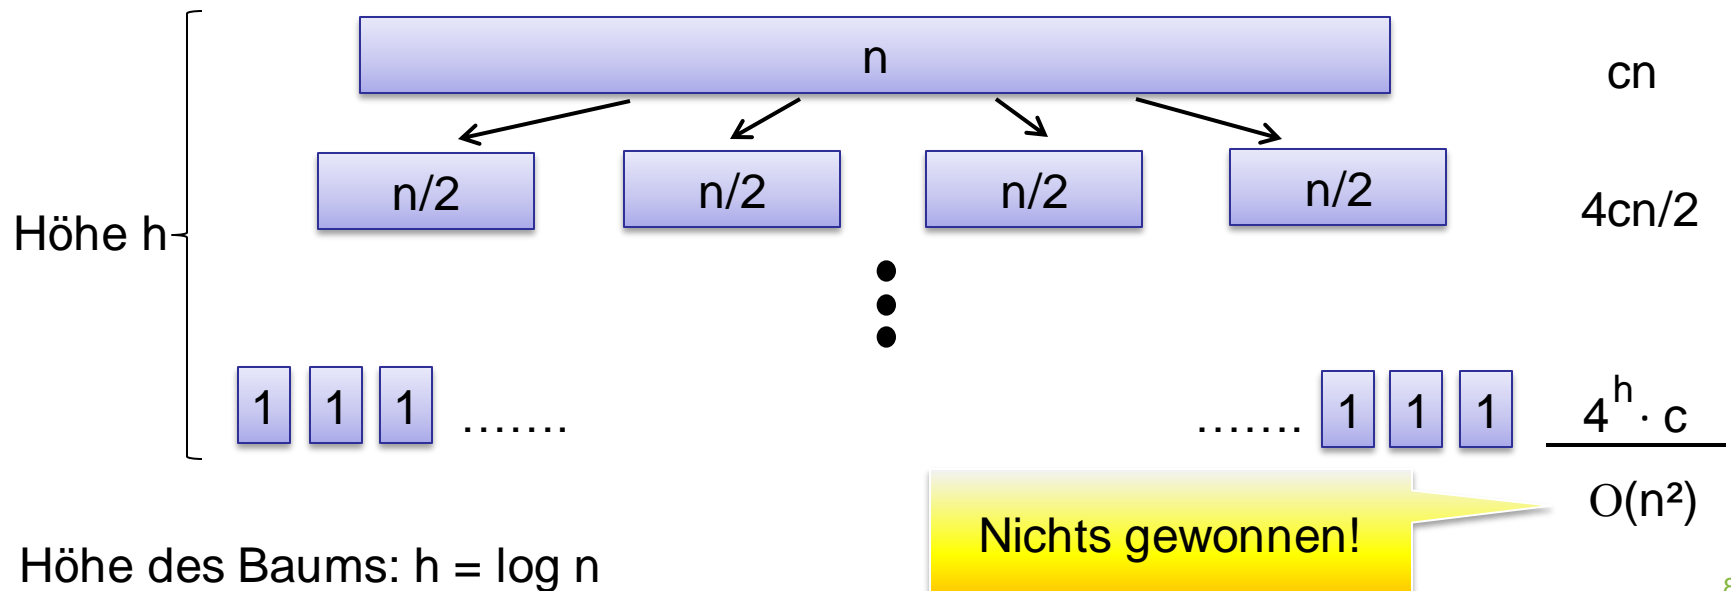 n
cn
n/2 n/2 n/2 n/2
4cn/2
Höhe h
1 1 1 ....... ....... 1 1 1
4^h · c
O(n²)
Nichts gewonnen!
Höhe des Baums: h = log n